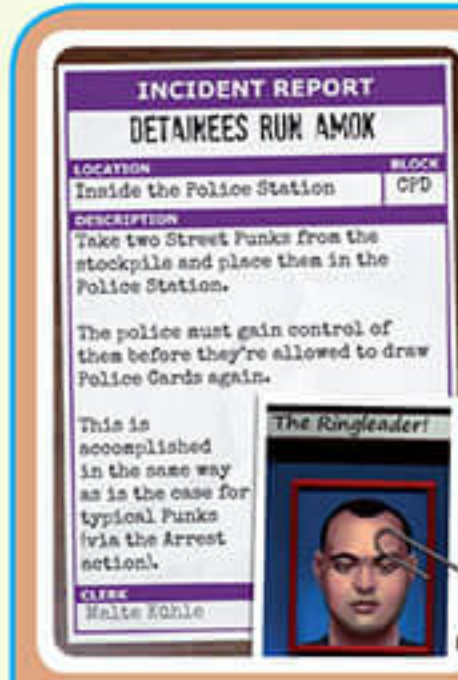 INCIDENT REPORT
DETAINEES RUN AMOK
LOCATION
BLOCK
Inside the Police Station
CPD
DESCRIPTION
Take two Street Punks from the
stockpile and place them in the
Police Station.
The police must gain control of
them before they're allowed to draw
Police Cards again.
This is
accomplished
in the same way
as is the case for
typical Punks
(via the Arrest
action).
The Ringleader!
CLERK
Malte Kühle